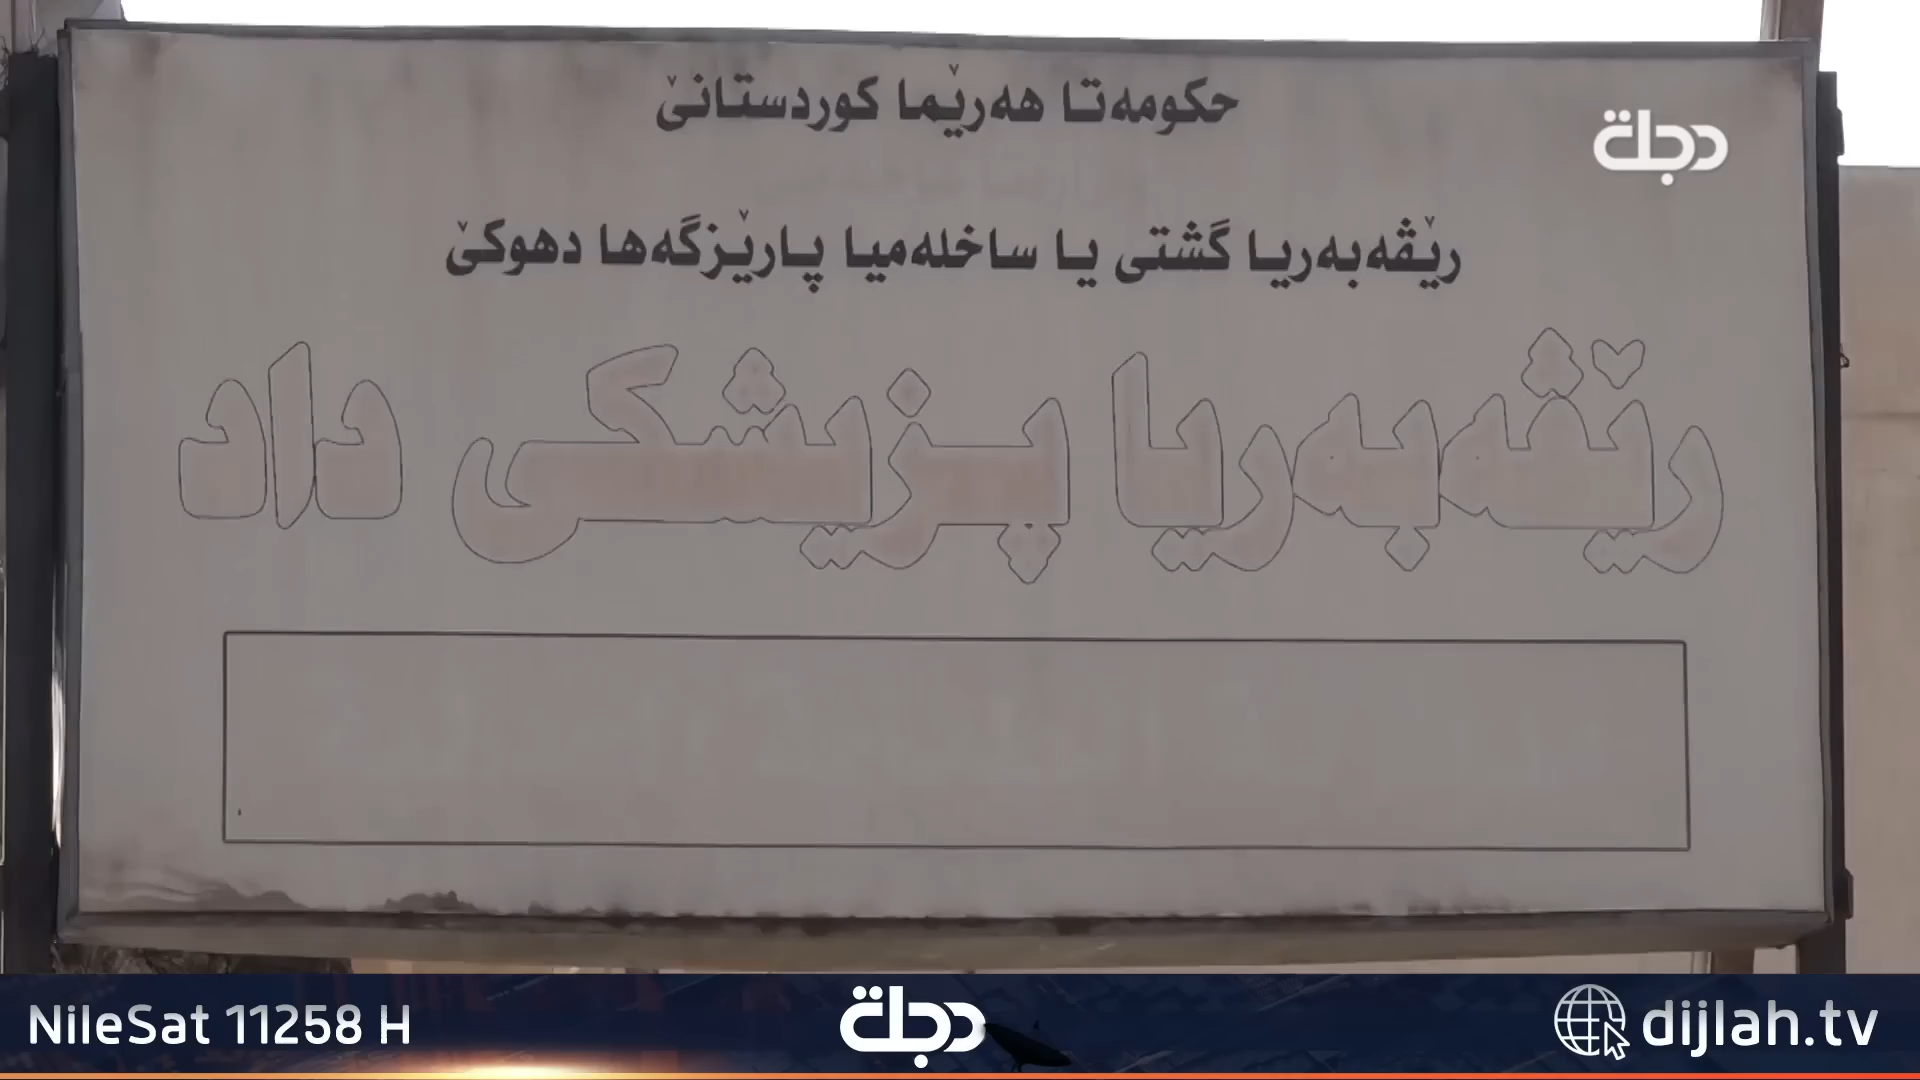 حکومەتا هەرێما کوردستانێ
دجلة
رێڤەبەریا گشتی یا ساخلەمیا پارێزگەها دهوکێ
رێڤەبەریا پزیشکی داد
NileSat 11258 H
دجلة
dijlah.tv